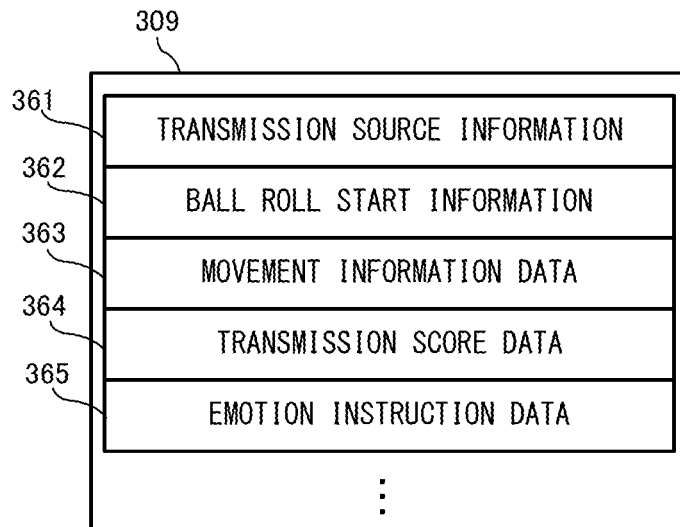 309
361
TRANSMISSION SOURCE INFORMATION
362
BALL ROLL START INFORMATION
363
MOVEMENT INFORMATION DATA
364
TRANSMISSION SCORE DATA
365
EMOTION INSTRUCTION DATA
⋮